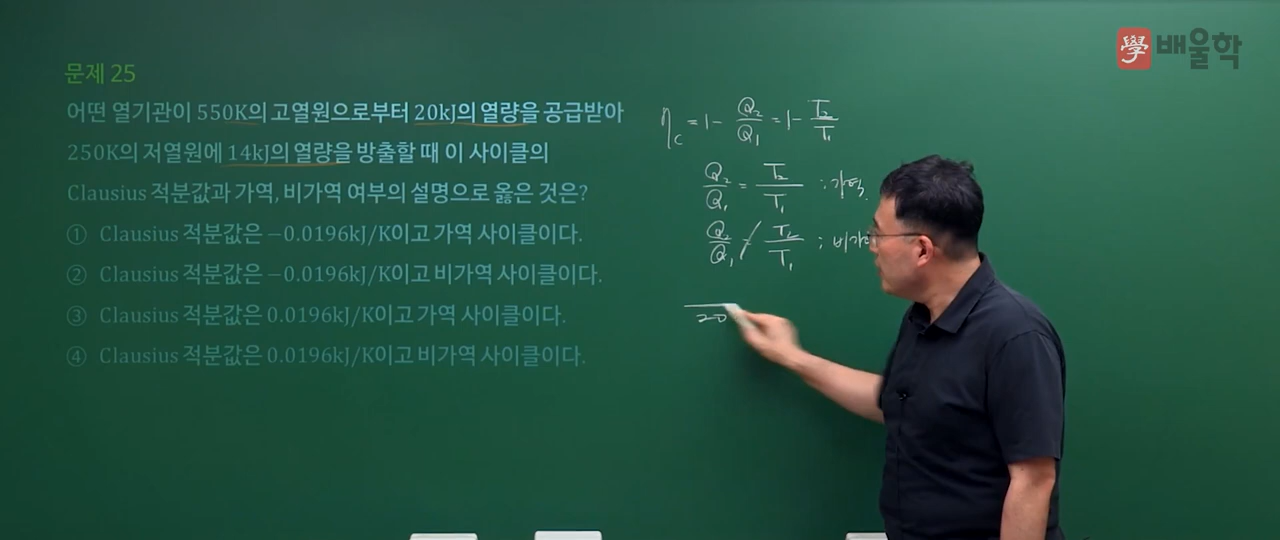 學 배울학
문제 25
어떤 열기관이 550K의 고열원으로부터 20kJ의 열량을 공급받아
250K의 저열원에 14kJ의 열량을 방출할 때 이 사이클의
Clausius 적분값과 가역, 비가역 여부의 설명으로 옳은 것은?
① Clausius 적분값은 −0.0196kJ/K이고 가역 사이클이다.
② Clausius 적분값은 −0.0196kJ/K이고 비가역 사이클이다.
③ Clausius 적분값은 0.0196kJ/K이고 가역 사이클이다.
④ Clausius 적분값은 0.0196kJ/K이고 비가역 사이클이다.
η_c = 1 - Q₂/Q₁ = 1 - T₂/T₁
Q₂/Q₁ = T₂/T₁ : 가역.
Q₂/Q₁ ≠ T₂/T₁ : 비가
20